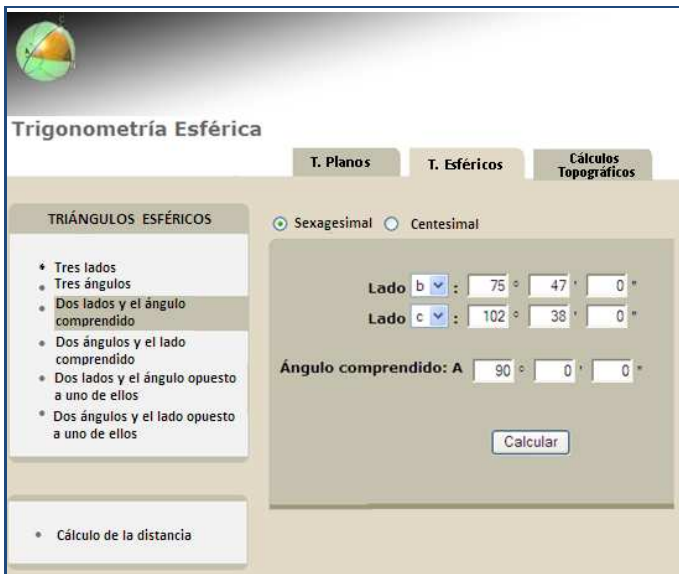 Trigonometría Esférica
T. Planos
T. Esféricos
Cálculos
Topográficos
TRIÁNGULOS ESFÉRICOS
Tres lados
Tres ángulos
Dos lados y el ángulo
comprendido
Dos ángulos y el lado
comprendido
Dos lados y el ángulo opuesto
a uno de ellos
Dos ángulos y el lado opuesto
a uno de ellos
Cálculo de la distancia
Sexagesimal Centesimal
Lado b : 75 º 47 ' 0 "
Lado c : 102 º 38 ' 0 "
Ángulo comprendido: A 90 º 0 ' 0 "
Calcular